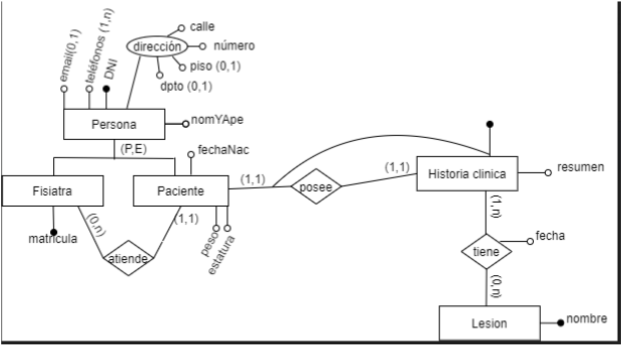 calle
dirección
número
piso (0,1)
dpto (0,1)
email(0,1)
teléfonos (1,n)
DNI
Persona
nomYApe
(P,E)
fechaNac
Fisiatra
Paciente
(1,1)
posee
(1,1)
Historia clinica
resumen
matricula
(0,n)
(1,1)
atiende
peso
estatura
(1,n)
tiene
fecha
(0,n)
Lesion
nombre